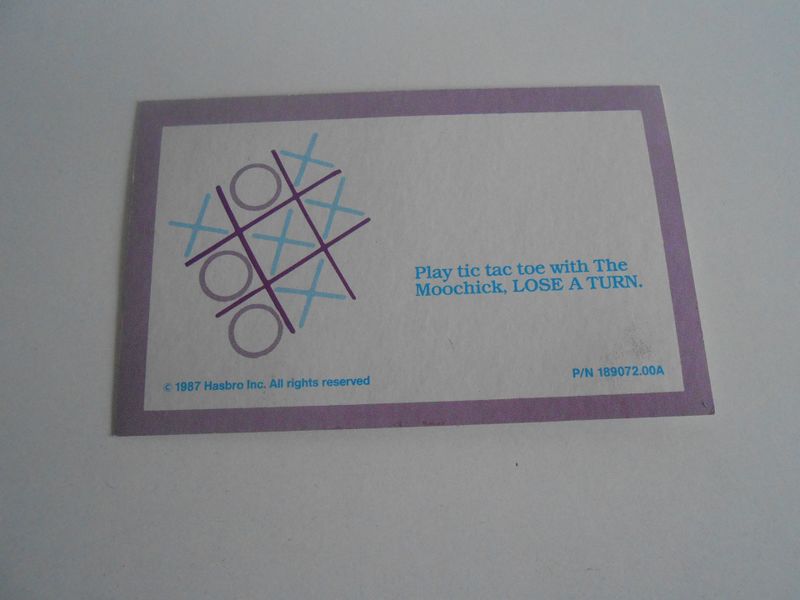 Play tic tac toe with The
Moochick, LOSE A TURN.
© 1987 Hasbro Inc. All rights reserved
P/N 189072.00A